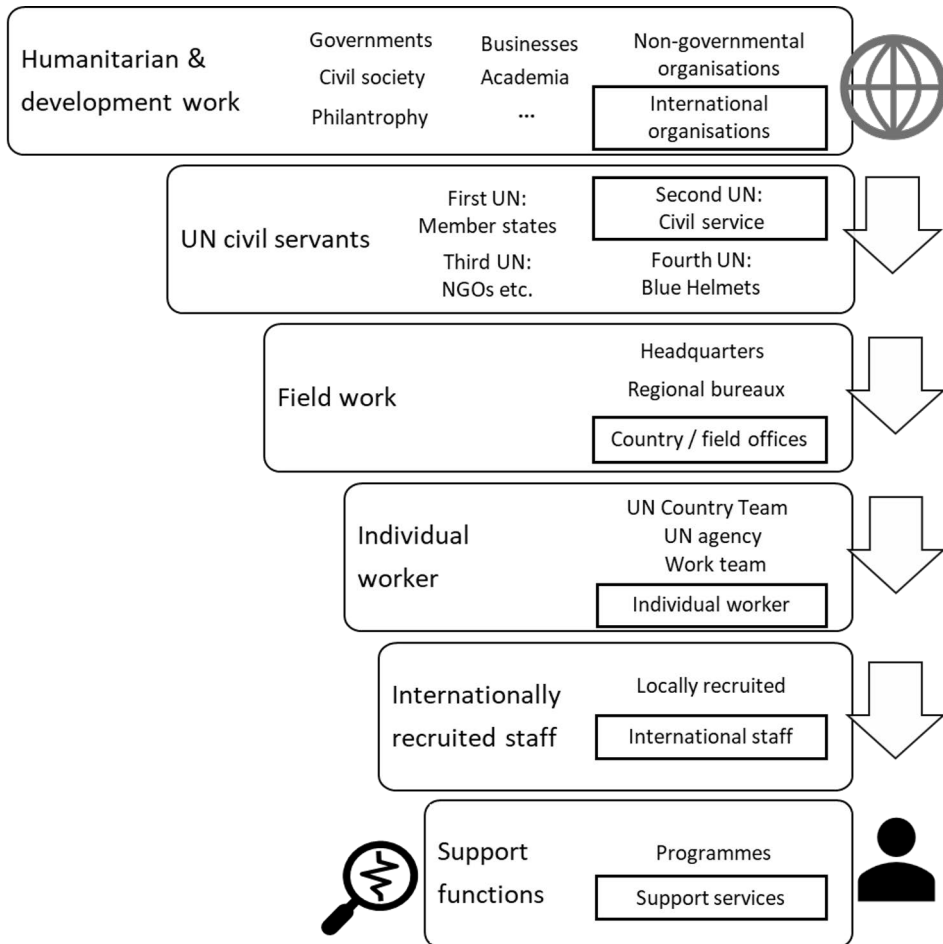 Humanitarian &
development work
Governments
Civil society
Philantrophy
Businesses
Academia
...
Non-governmental
organisations
International
organisations
UN civil servants
First UN:
Member states
Second UN:
Civil service
Third UN:
NGOs etc.
Fourth UN:
Blue Helmets
Field work
Headquarters
Regional bureaux
Country / field offices
Individual
worker
UN Country Team
UN agency
Work team
Individual worker
Internationally
recruited staff
Locally recruited
International staff
Support
functions
Programmes
Support services